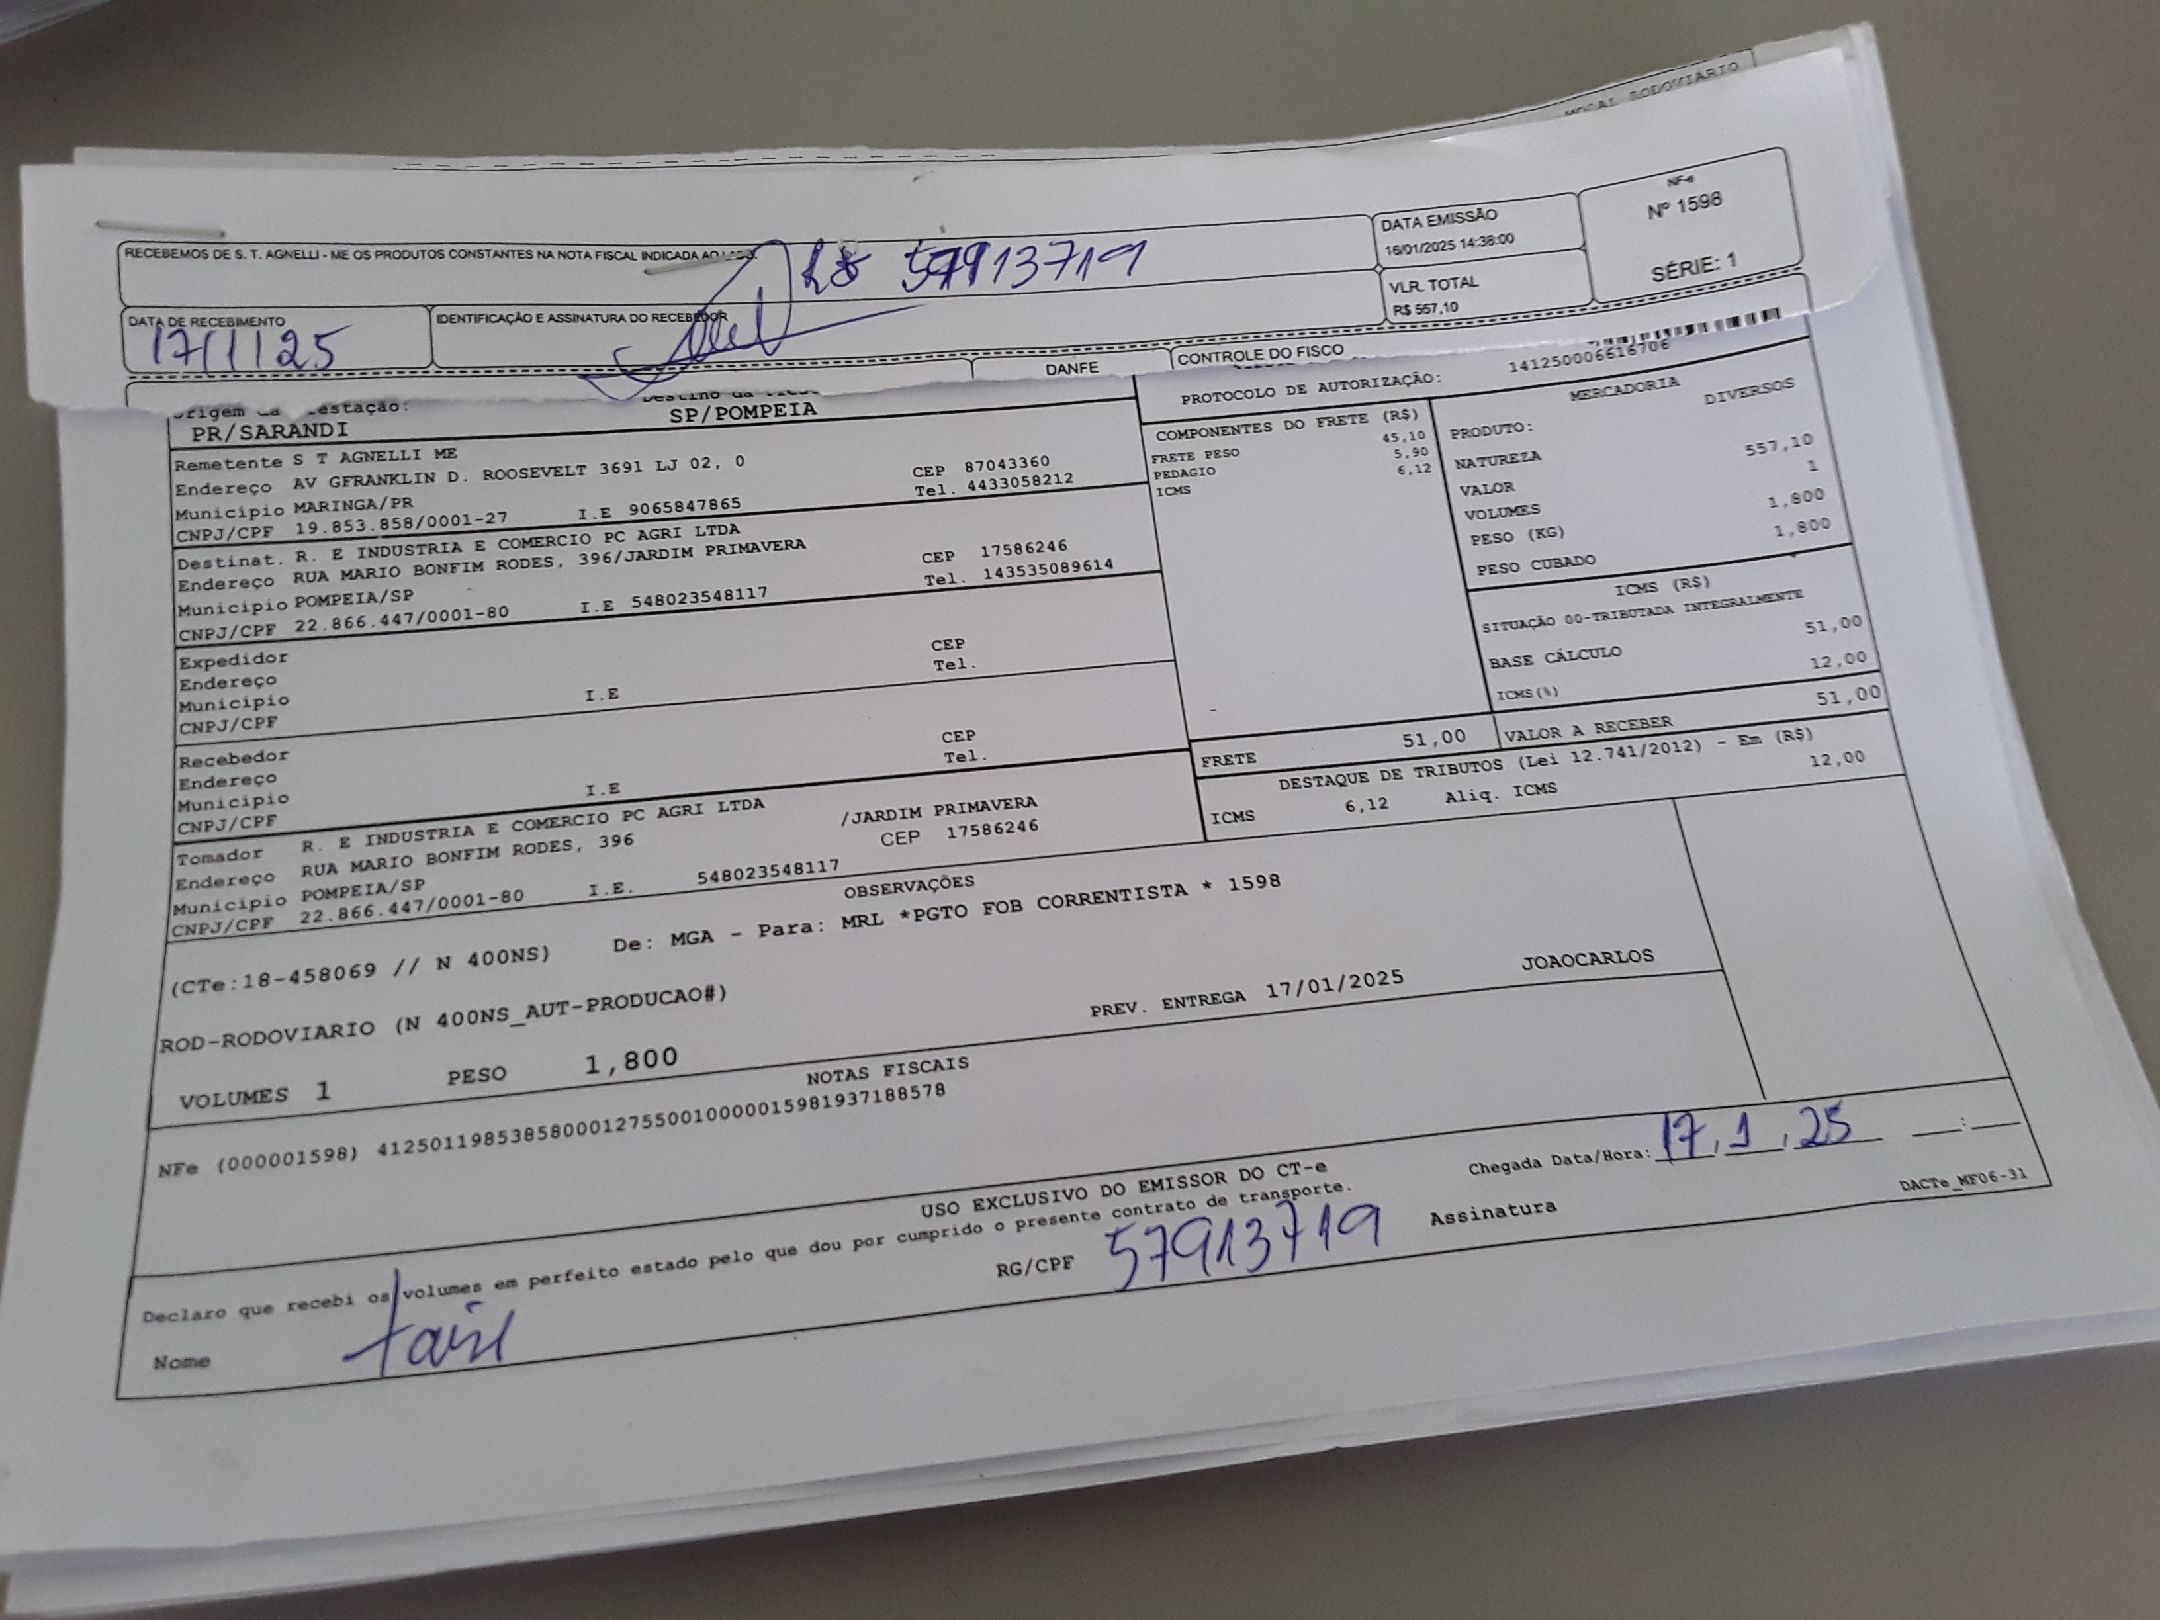 MODAL RODOVIARIO
RECEBEMOS DE S. T. AGNELLI - ME OS PRODUTOS CONSTANTES NA NOTA FISCAL INDICADA AO
57913719
DATA EMISSÃO
16/01/2025 14:38:00
VLR. TOTAL
R$ 557,10
NF-e
Nº 1598
SÉRIE: 1
DATA DE RECEBIMENTO
17/1/25
IDENTIFICAÇÃO E ASSINATURA DO RECEBEDOR
DANFE
CONTROLE DO FISCO
PROTOCOLO DE AUTORIZAÇÃO: 141250006616706
PR/SARANDI SP/POMPEIA
Remetente S T AGNELLI ME
Endereço AV GFRANKLIN D. ROOSEVELT 3691 LJ 02, 0 CEP 87043360
Municipio MARINGA/PR Tel. 4433058212
CNPJ/CPF 19.853.858/0001-27 I.E 9065847865
Destinat. R. E INDUSTRIA E COMERCIO PC AGRI LTDA
Endereço RUA MARIO BONFIM RODES, 396/JARDIM PRIMAVERA CEP 17586246
Municipio POMPEIA/SP Tel. 143535089614
CNPJ/CPF 22.866.447/0001-80 I.E 548023548117
Expedidor CEP
Endereço Tel.
Municipio I.E
CNPJ/CPF
Recebedor CEP
Endereço Tel.
Municipio I.E
CNPJ/CPF
Tomador R. E INDUSTRIA E COMERCIO PC AGRI LTDA
Endereço RUA MARIO BONFIM RODES, 396 /JARDIM PRIMAVERA
Municipio POMPEIA/SP CEP 17586246
CNPJ/CPF 22.866.447/0001-80 I.E. 548023548117
COMPONENTES DO FRETE (R$)
FRETE PESO 45,10
PEDAGIO 5,90
ICMS 6,12
MERCADORIA
PRODUTO: DIVERSOS
NATUREZA
VALOR 557,10
VOLUMES 1
PESO (KG) 1,800
PESO CUBADO 1,800
ICMS (R$)
SITUAÇÃO 00-TRIBUTADA INTEGRALMENTE
BASE CÁLCULO 51,00
ICMS(%) 12,00
FRETE 51,00 VALOR A RECEBER 51,00
DESTAQUE DE TRIBUTOS (Lei 12.741/2012) - Em (R$)
ICMS 6,12 Aliq. ICMS 12,00
OBSERVAÇÕES
(CTe:18-458069 // N 400NS) De: MGA - Para: MRL *PGTO FOB CORRENTISTA * 1598
ROD-RODOVIARIO (N 400NS_AUT-PRODUCAO#)
VOLUMES 1 PESO 1,800 PREV. ENTREGA 17/01/2025 JOAOCARLOS
NOTAS FISCAIS
NFe (000001598) 41250119853858000127550010000015981937188578
USO EXCLUSIVO DO EMISSOR DO CT-e
Declaro que recebi os volumes em perfeito estado pelo que dou por cumprido o presente contrato de transporte.
Chegada Data/Hora: 17, 1, 25 __:__
Nome RG/CPF 57913719 Assinatura
DACTe_MF06-31